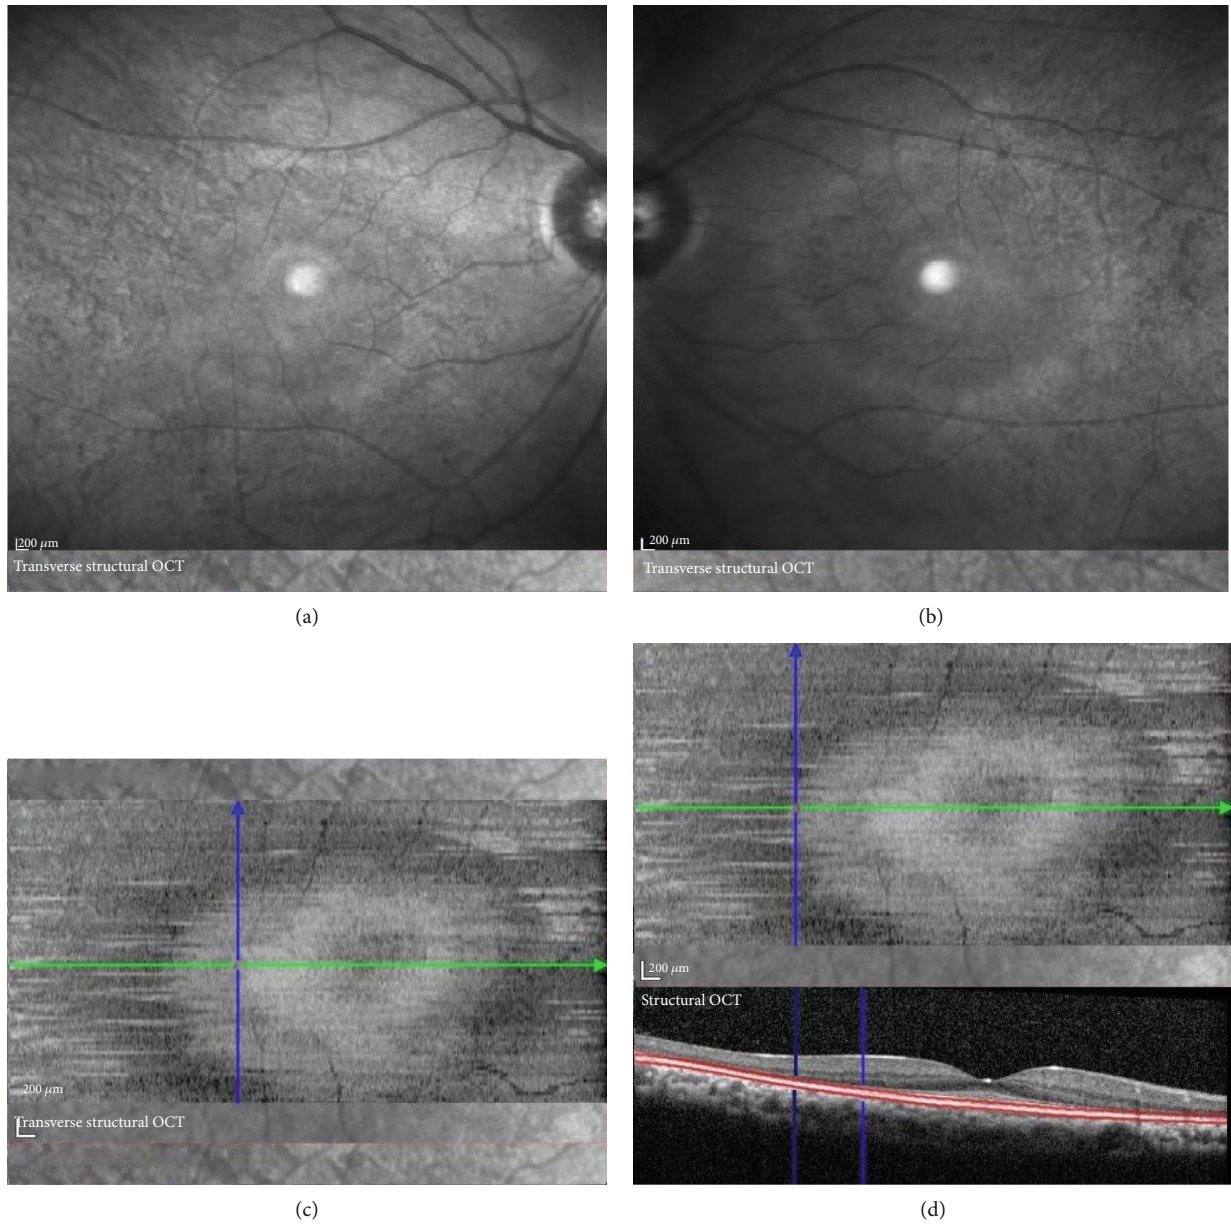 200 μm
Transverse structural OCT
(a)
200 μm
Transverse structural OCT
(b)
200 μm
Transverse structural OCT
(c)
200 μm
Structural OCT
(d)